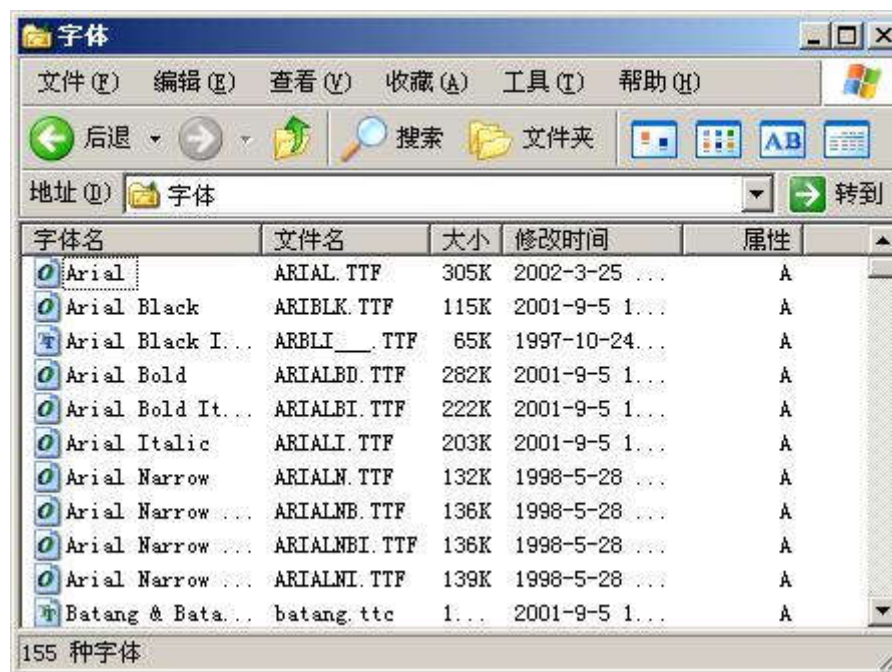 字体
文件(F) 编辑(E) 查看(V) 收藏(A) 工具(T) 帮助(H)
后退 搜索 文件夹 AB
地址(D) 字体 转到
字体名 文件名 大小 修改时间 属性
Arial ARIAL.TTF 305K 2002-3-25 ... A
Arial Black ARIBLK.TTF 115K 2001-9-5 1... A
Arial Black I... ARBLI___.TTF 65K 1997-10-24... A
Arial Bold ARIALBD.TTF 282K 2001-9-5 1... A
Arial Bold It... ARIALBI.TTF 222K 2001-9-5 1... A
Arial Italic ARIALI.TTF 203K 2001-9-5 1... A
Arial Narrow ARIALN.TTF 132K 1998-5-28 ... A
Arial Narrow ... ARIALNB.TTF 136K 1998-5-28 ... A
Arial Narrow ... ARIALNBI.TTF 136K 1998-5-28 ... A
Arial Narrow ... ARIALNI.TTF 139K 1998-5-28 ... A
Batang & Bata... batang.ttc 1... 2001-9-5 1... A
155 种字体